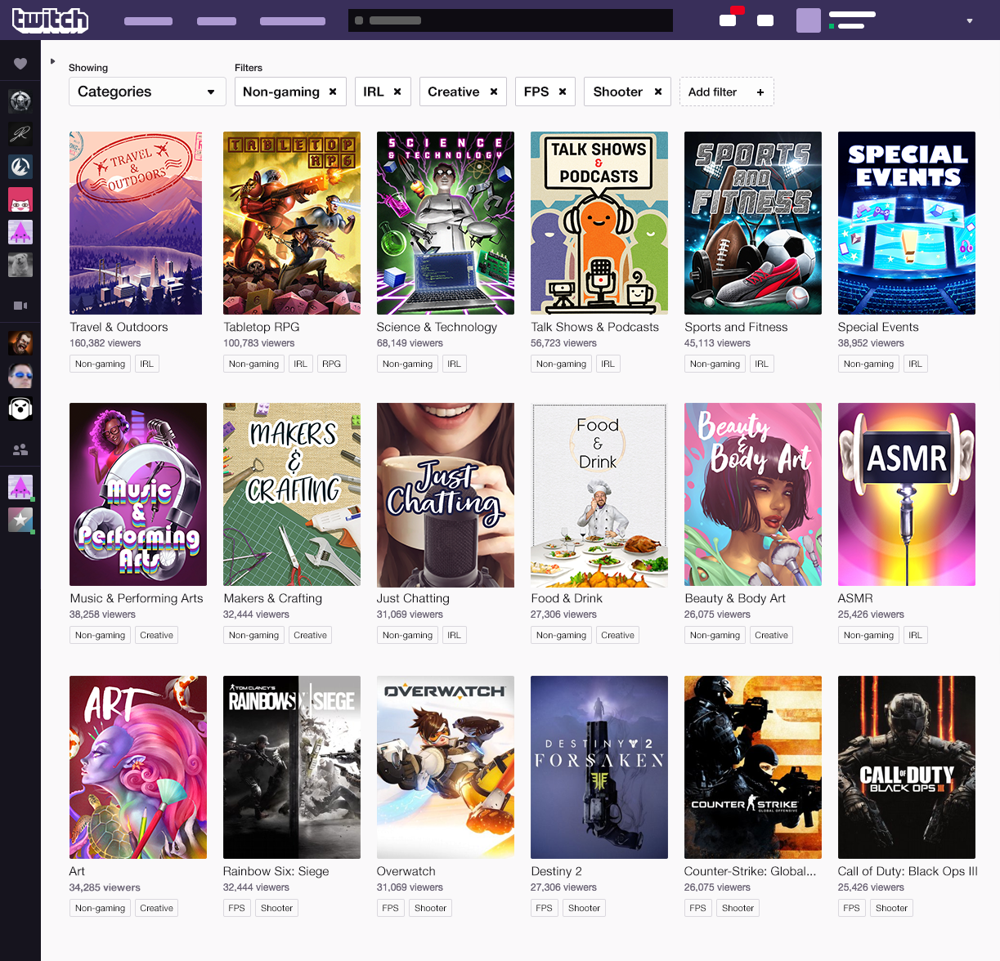 twitch
Showing
Filters
Categories
Non-gaming
IRL
Creative
FPS
Shooter
Add filter +
TRAVEL
&
OUTDOORS
TABLETOP
RPG
SCIENCE
& TECHNOLOGY
TALK SHOWS
&
PODCASTS
SPORTS
AND
FITNESS
SPECIAL
EVENTS
Travel & Outdoors
160,382 viewers
Non-gaming IRL
Tabletop RPG
100,783 viewers
Non-gaming IRL RPG
Science & Technology
68,149 viewers
Non-gaming IRL
Talk Shows & Podcasts
56,723 viewers
Non-gaming IRL
Sports and Fitness
45,113 viewers
Non-gaming IRL
Special Events
38,952 viewers
Non-gaming IRL
Music
&
Performing
Arts
MAKERS
&
CRAFTING
Just
Chatting
Food
&
Drink
Beauty
&
Body Art
ASMR
Music & Performing Arts
38,258 viewers
Non-gaming Creative
Makers & Crafting
32,444 viewers
Non-gaming Creative
Just Chatting
31,069 viewers
Non-gaming IRL
Food & Drink
27,306 viewers
Non-gaming Creative
Beauty & Body Art
26,075 viewers
Non-gaming Creative
ASMR
25,426 viewers
Non-gaming IRL
ART
TOM CLANCY'S
RAINBOWSIX|SIEGE
OVERWATCH
DESTINY 2
FORSAKEN
COUNTER STRIKE
GLOBAL OFFENSIVE
CALL OF DUTY
BLACK OPS III
Art
34,285 viewers
Non-gaming Creative
Rainbow Six: Siege
32,444 viewers
FPS Shooter
Overwatch
31,069 viewers
FPS Shooter
Destiny 2
27,306 viewers
FPS Shooter
Counter-Strike: Global...
26,075 viewers
FPS Shooter
Call of Duty: Black Ops III
25,426 viewers
FPS Shooter